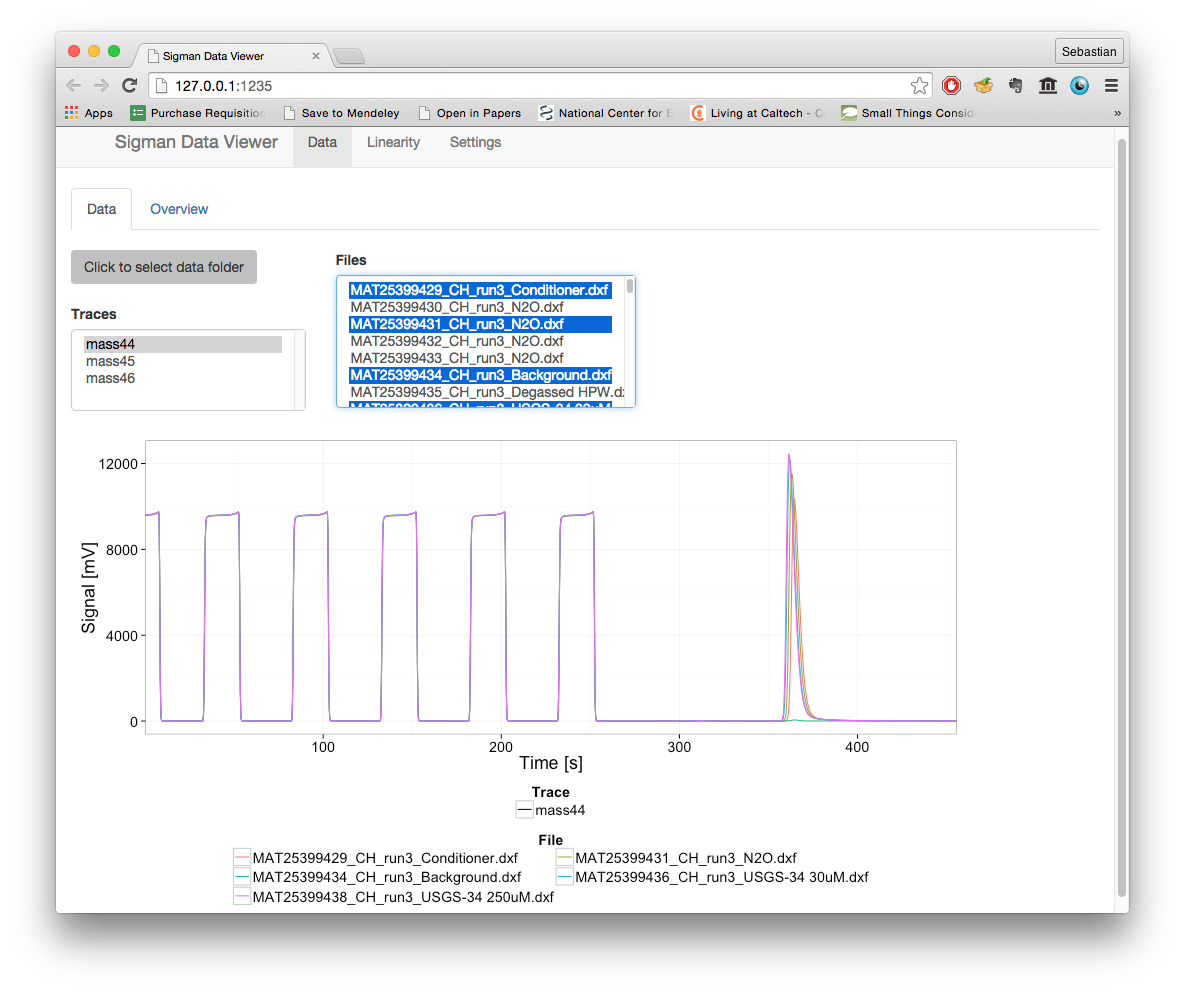 Sigman Data Viewer
Sebastian
127.0.0.1:1235
Apps Purchase Requisition Save to Mendeley Open in Papers National Center for B Living at Caltech - C Small Things Consid »
Sigman Data Viewer Data Linearity Settings
Data Overview
Click to select data folder
Files
MAT25399429_CH_run3_Conditioner.dxf
MAT25399430_CH_run3_N2O.dxf
MAT25399431_CH_run3_N2O.dxf
MAT25399432_CH_run3_N2O.dxf
MAT25399433_CH_run3_N2O.dxf
MAT25399434_CH_run3_Background.dxf
MAT25399435_CH_run3_Degassed HPW.dx
Traces
mass44
mass45
mass46
Signal [mV]
12000
8000
4000
0
100 200 300 400
Time [s]
Trace
mass44
File
MAT25399429_CH_run3_Conditioner.dxf MAT25399431_CH_run3_N2O.dxf
MAT25399434_CH_run3_Background.dxf MAT25399436_CH_run3_USGS-34 30uM.dxf
MAT25399438_CH_run3_USGS-34 250uM.dxf